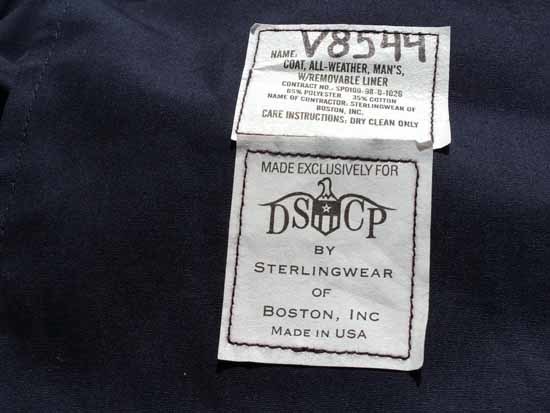 V8544
NAME:
COAT, ALL-WEATHER, MAN'S,
W/REMOVABLE LINER
CONTRACT NO.: SPO100-98-D-1026
65% POLYESTER 35% COTTON
NAME OF CONTRACTOR: STERLINGWEAR OF
BOSTON, INC.
CARE INSTRUCTIONS: DRY CLEAN ONLY
MADE EXCLUSIVELY FOR
DSCP
BY
STERLINGWEAR
OF
BOSTON, INC
MADE IN USA